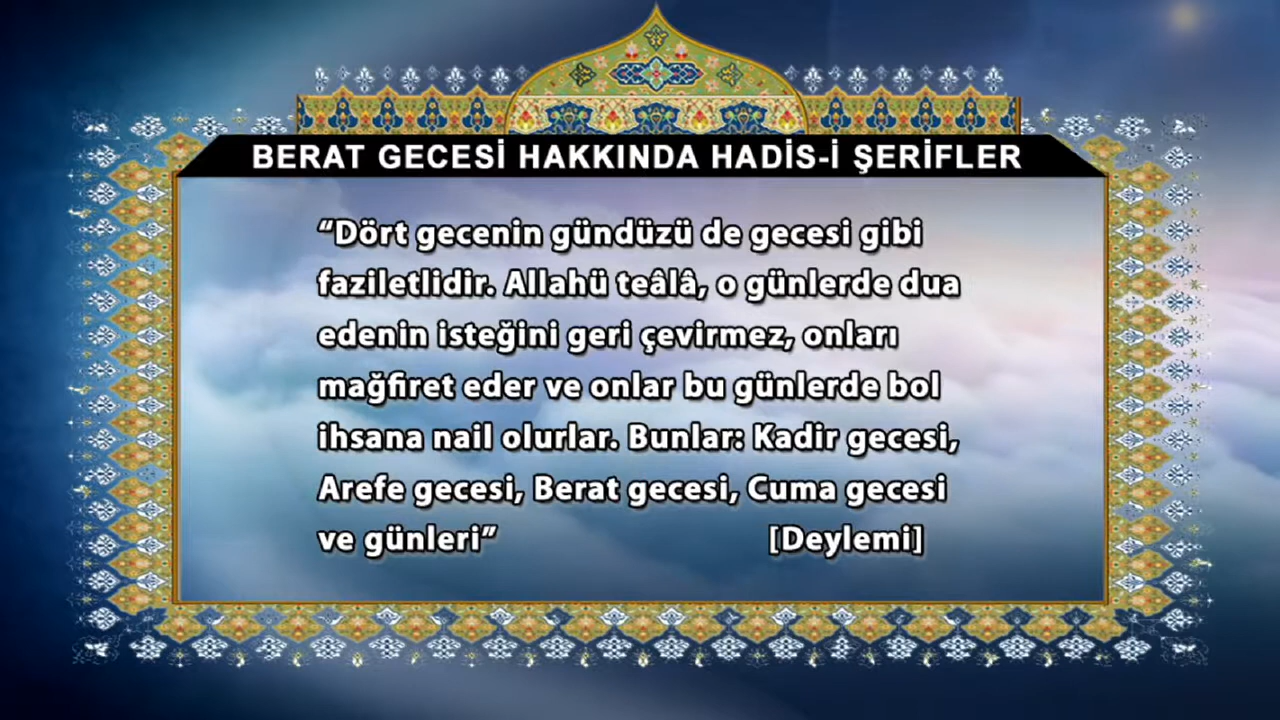 BERAT GECESİ HAKKINDA HADİS-İ ŞERİFLER
“Dört gecenin gündüzü de gecesi gibi
faziletlidir. Allahü teâlâ, o günlerde dua
edenin isteğini geri çevirmez, onları
mağfiret eder ve onlar bu günlerde bol
ihsana nail olurlar. Bunlar: Kadir gecesi,
Arefe gecesi, Berat gecesi, Cuma gecesi
ve günleri” [Deylemi]